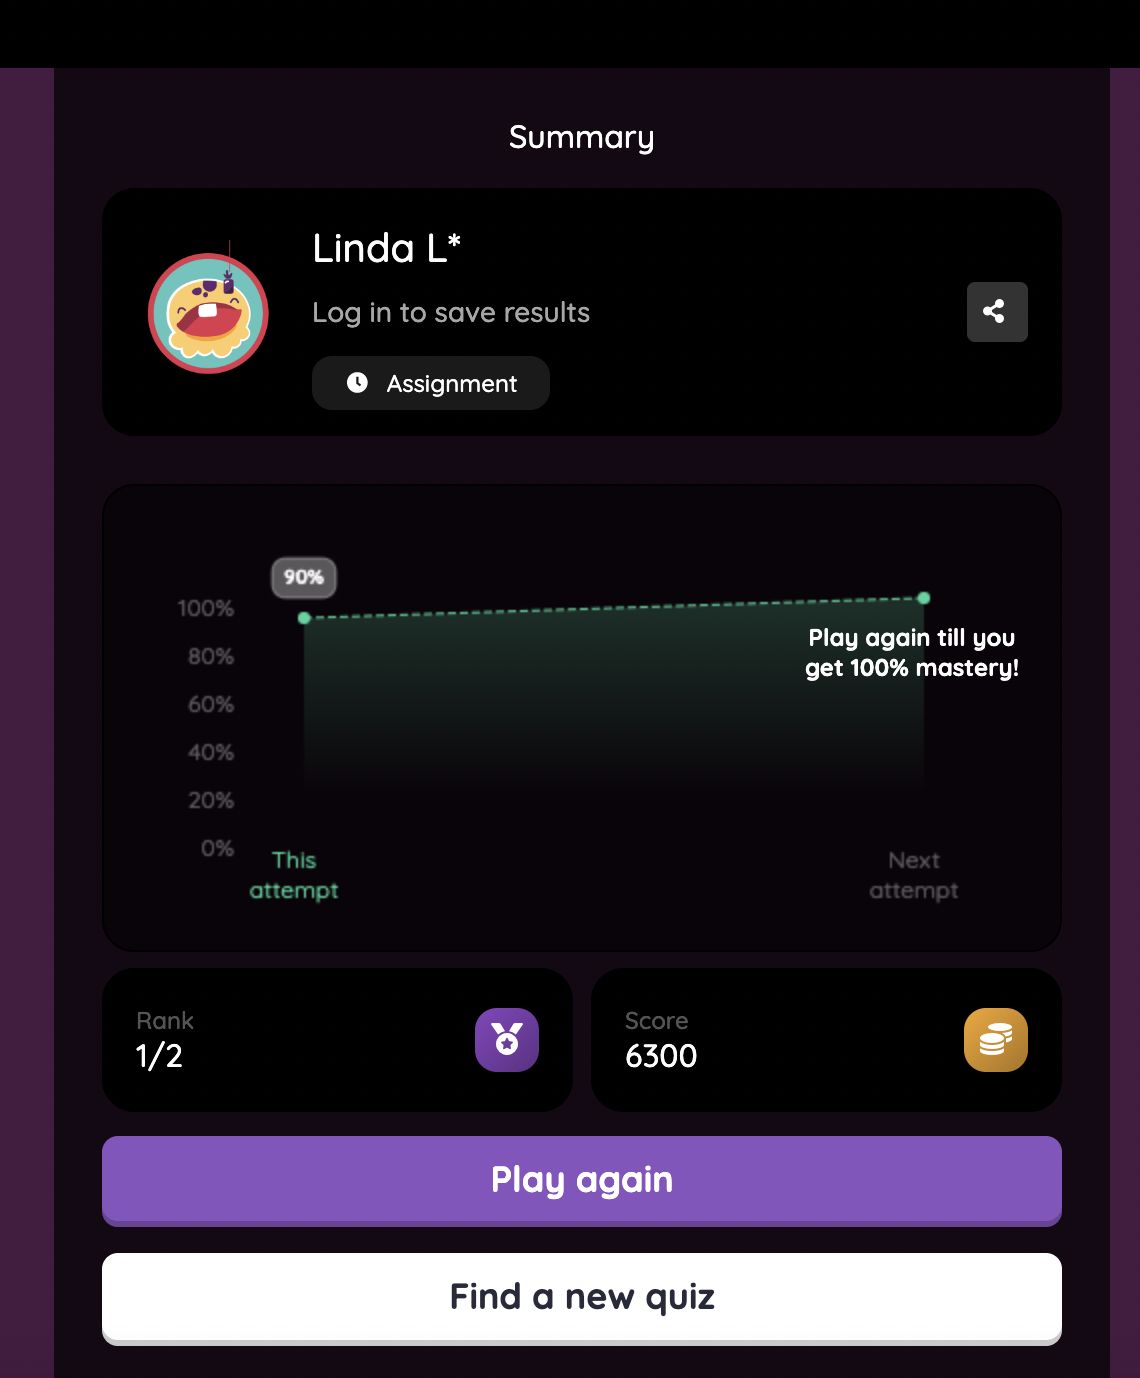 Summary
Linda L*
Log in to save results
Assignment
90%
100%
80%
60%
40%
20%
0%
Play again till you
get 100% mastery!
This
attempt
Next
attempt
Rank
1/2
Score
6300
Play again
Find a new quiz